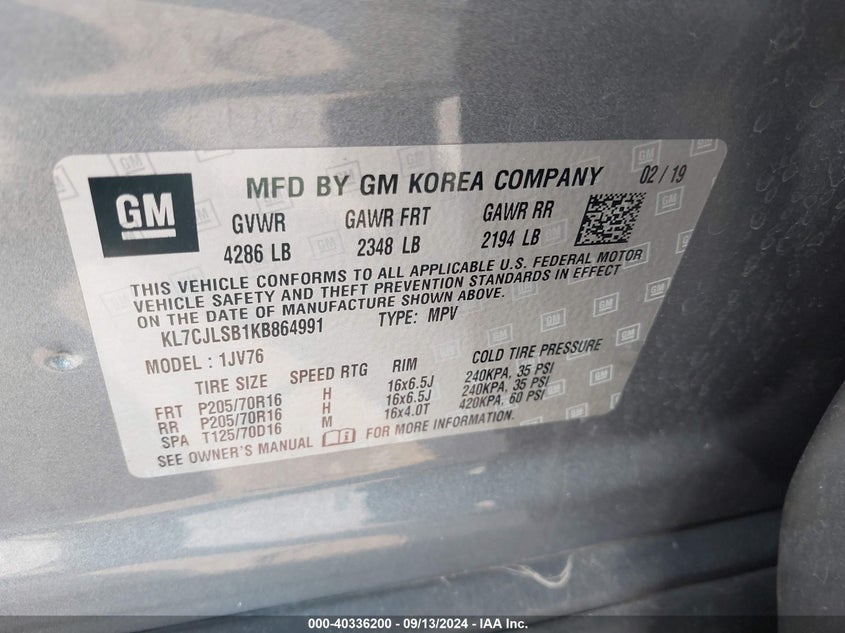 GM
MFD BY GM KOREA COMPANY 02/19
GVWR GAWR FRT GAWR RR
4286 LB 2348 LB 2194 LB
THIS VEHICLE CONFORMS TO ALL APPLICABLE U.S. FEDERAL MOTOR
VEHICLE SAFETY AND THEFT PREVENTION STANDARDS IN EFFECT
ON THE DATE OF MANUFACTURE SHOWN ABOVE.
KL7CJLSB1KB864991 TYPE: MPV
MODEL : 1JV76
TIRE SIZE SPEED RTG RIM COLD TIRE PRESSURE
FRT P205/70R16 H 16x6.5J 240KPA, 35 PSI
RR P205/70R16 H 16x6.5J 240KPA, 35 PSI
SPA T125/70D16 M 16x4.0T 420KPA, 60 PSI
SEE OWNER'S MANUAL FOR MORE INFORMATION.
000-40336200 - 09/13/2024 - IAA Inc.